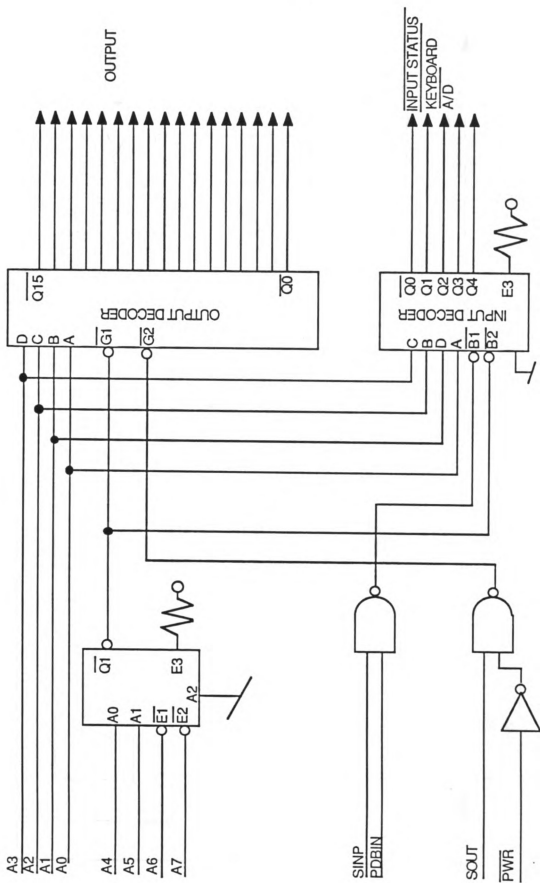 OUTPUT
INPUT STATUS
KEYBOARD
A/D
Q15
Q0
OUTPUT DECODER
D
C
B
A
G1
G2
Q0
Q1
Q2
Q3
Q4
E3
INPUT DECODER
C
B
D
A
B1
B2
Q1
E3
A2
A0
A1
E1
E2
A3
A2
A1
A0
A4
A5
A6
A7
SINP
PDBIN
SOUT
PWR